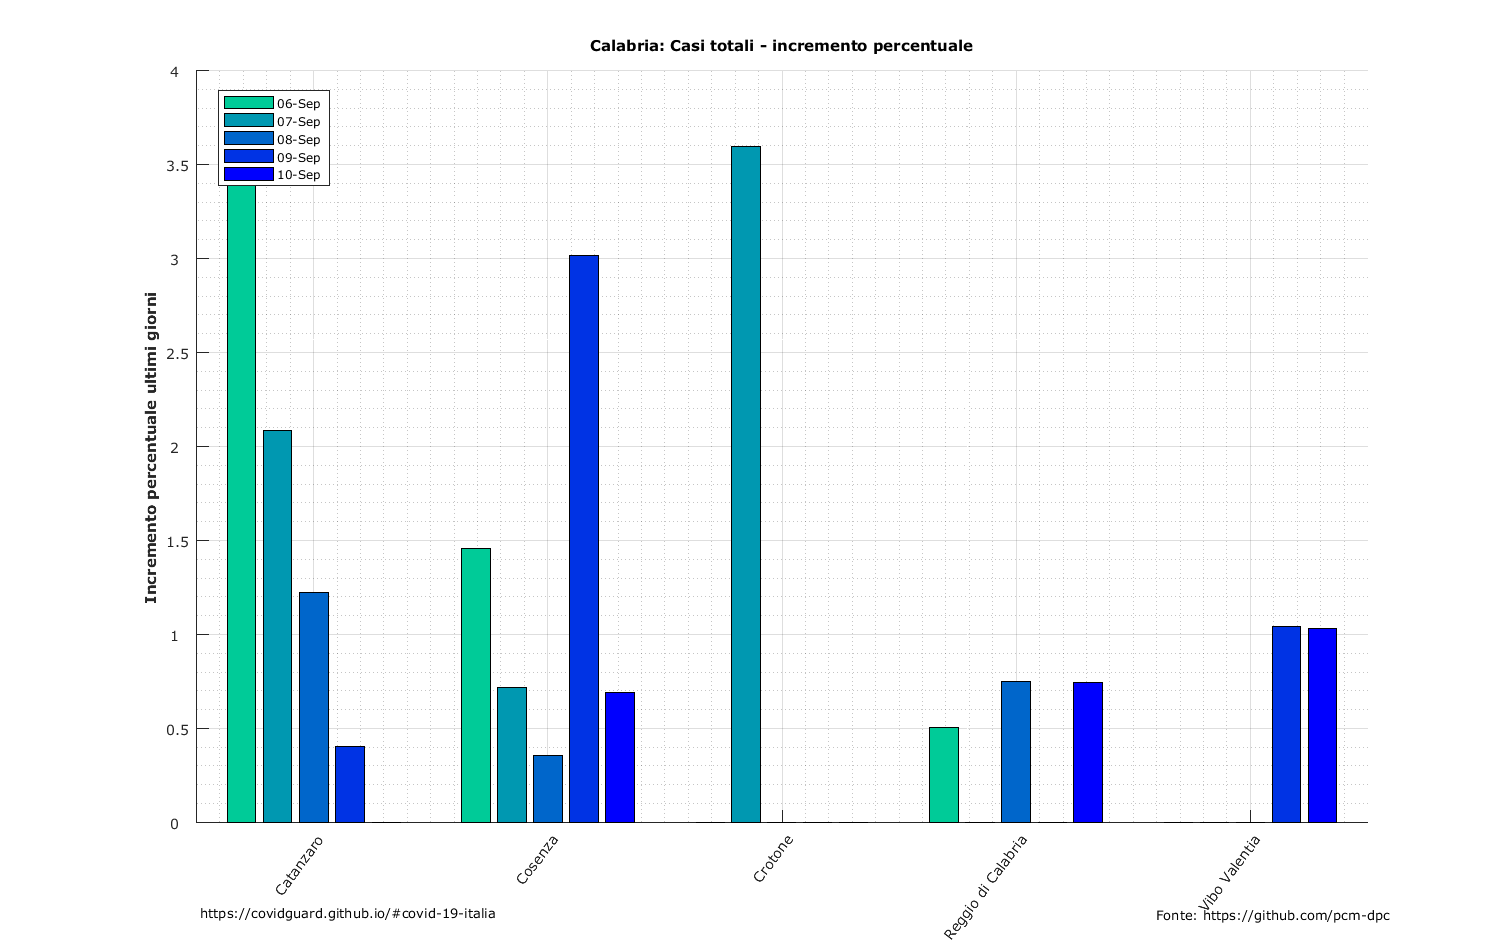 Calabria: Casi totali - incremento percentuale
4
3.5
3
2.5
2
1.5
1
0.5
0
Incremento percentuale ultimi giorni
06-Sep
07-Sep
08-Sep
09-Sep
10-Sep
Catanzaro
Cosenza
Crotone
Reggio di Calabria
Vibo Valentia
https://covidguard.github.io/#covid-19-italia
Fonte: https://github.com/pcm-dpc